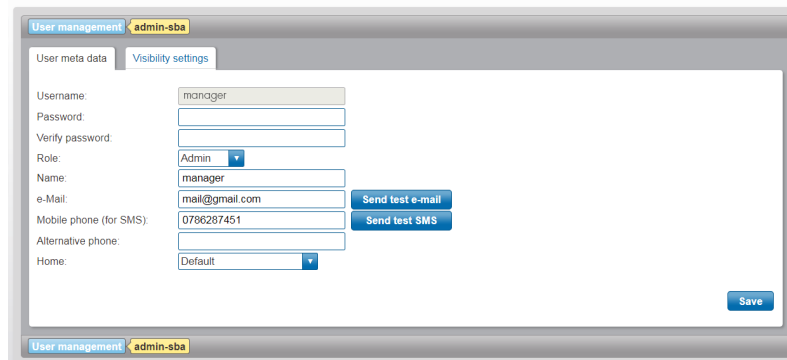 User management admin-sba
User meta data Visibility settings
Username: manager
Password:
Verify password:
Role: Admin
Name: manager
e-Mail: mail@gmail.com Send test e-mail
Mobile phone (for SMS): 0786287451 Send test SMS
Alternative phone:
Home: Default
Save
User management admin-sba